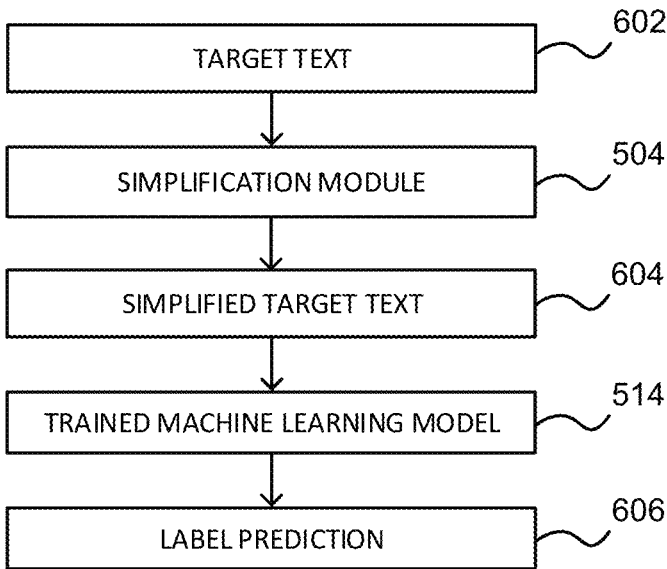 602
TARGET TEXT
504
SIMPLIFICATION MODULE
604
SIMPLIFIED TARGET TEXT
514
TRAINED MACHINE LEARNING MODEL
606
LABEL PREDICTION